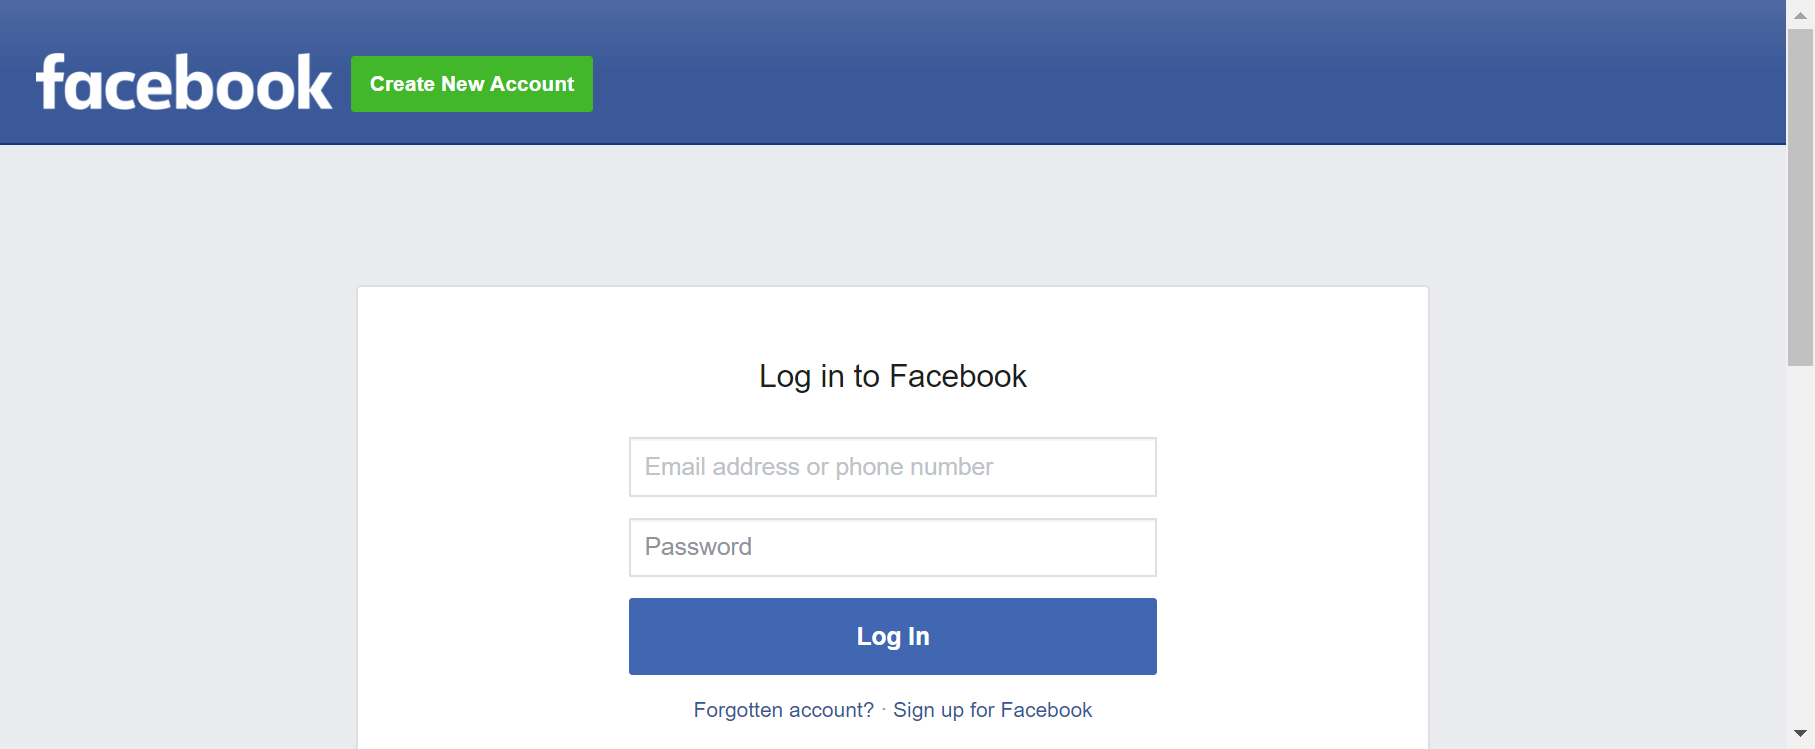 facebook
Create New Account
Log in to Facebook
Email address or phone number
Password
Log In
Forgotten account? · Sign up for Facebook